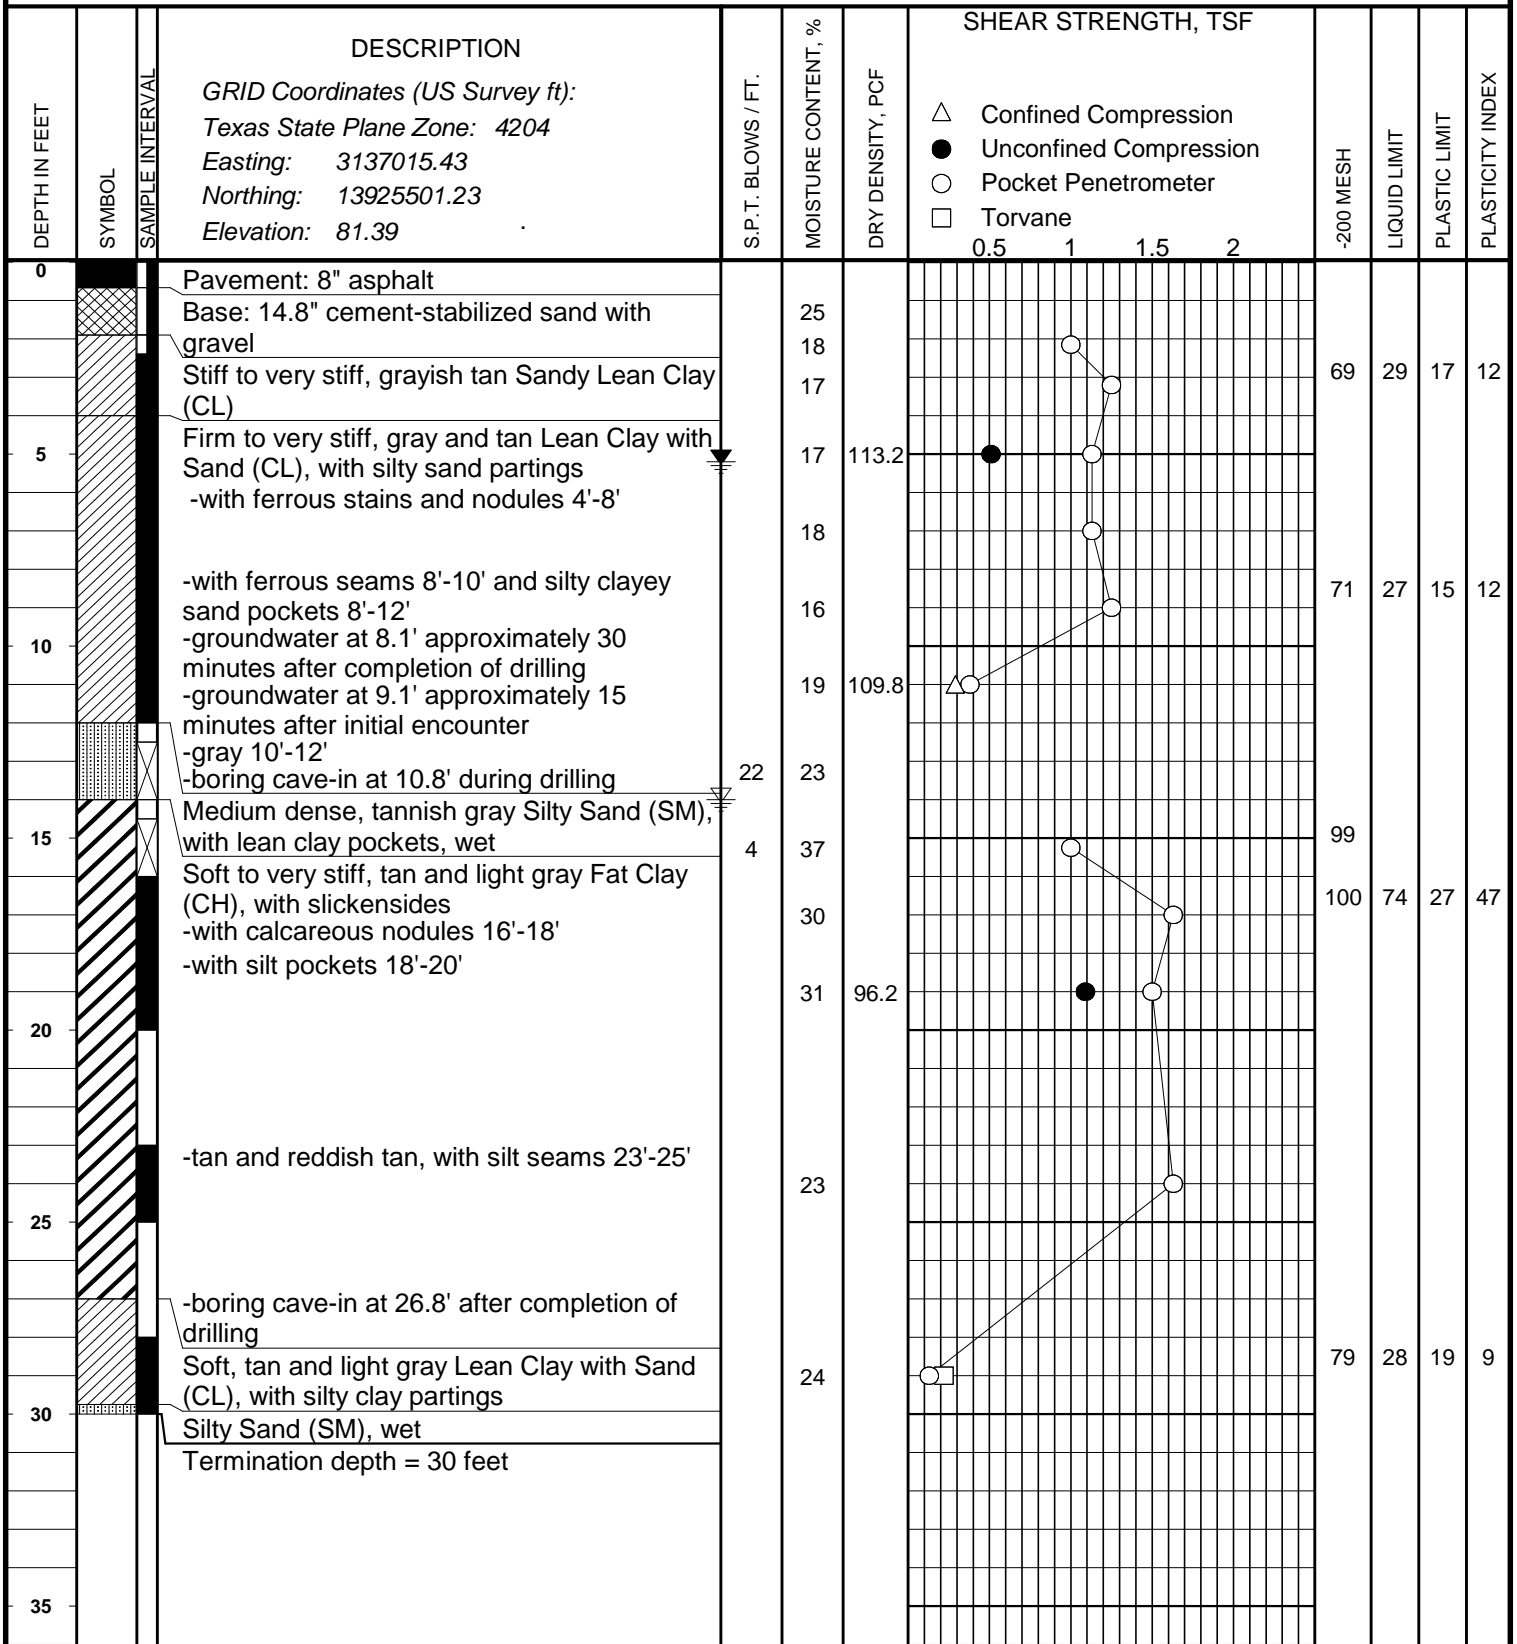 DEPTH IN FEET
SYMBOL
SAMPLE INTERVAL
DESCRIPTION
GRID Coordinates (US Survey ft):
Texas State Plane Zone: 4204
Easting: 3137015.43
Northing: 13925501.23
Elevation: 81.39 .
S.P.T. BLOWS / FT.
MOISTURE CONTENT, %
DRY DENSITY, PCF
SHEAR STRENGTH, TSF
Confined Compression
Unconfined Compression
Pocket Penetrometer
Torvane
0.5 1 1.5 2
-200 MESH
LIQUID LIMIT
PLASTIC LIMIT
PLASTICITY INDEX
0
Pavement: 8" asphalt
Base: 14.8" cement-stabilized sand with
25
gravel
18
Stiff to very stiff, grayish tan Sandy Lean Clay
69 29 17 12
17
(CL)
Firm to very stiff, gray and tan Lean Clay with
5
17 113.2
Sand (CL), with silty sand partings
-with ferrous stains and nodules 4'-8'
18
-with ferrous seams 8'-10' and silty clayey
71 27 15 12
sand pockets 8'-12'
16
-groundwater at 8.1' approximately 30
10
minutes after completion of drilling
19 109.8
-groundwater at 9.1' approximately 15
minutes after initial encounter
-gray 10'-12'
-boring cave-in at 10.8' during drilling
22 23
Medium dense, tannish gray Silty Sand (SM),
15
99
with lean clay pockets, wet
4 37
Soft to very stiff, tan and light gray Fat Clay
100 74 27 47
(CH), with slickensides
30
-with calcareous nodules 16'-18'
-with silt pockets 18'-20'
31 96.2
20
-tan and reddish tan, with silt seams 23'-25'
23
25
-boring cave-in at 26.8' after completion of
drilling
79 28 19 9
Soft, tan and light gray Lean Clay with Sand
24
(CL), with silty clay partings
30
Silty Sand (SM), wet
Termination depth = 30 feet
35